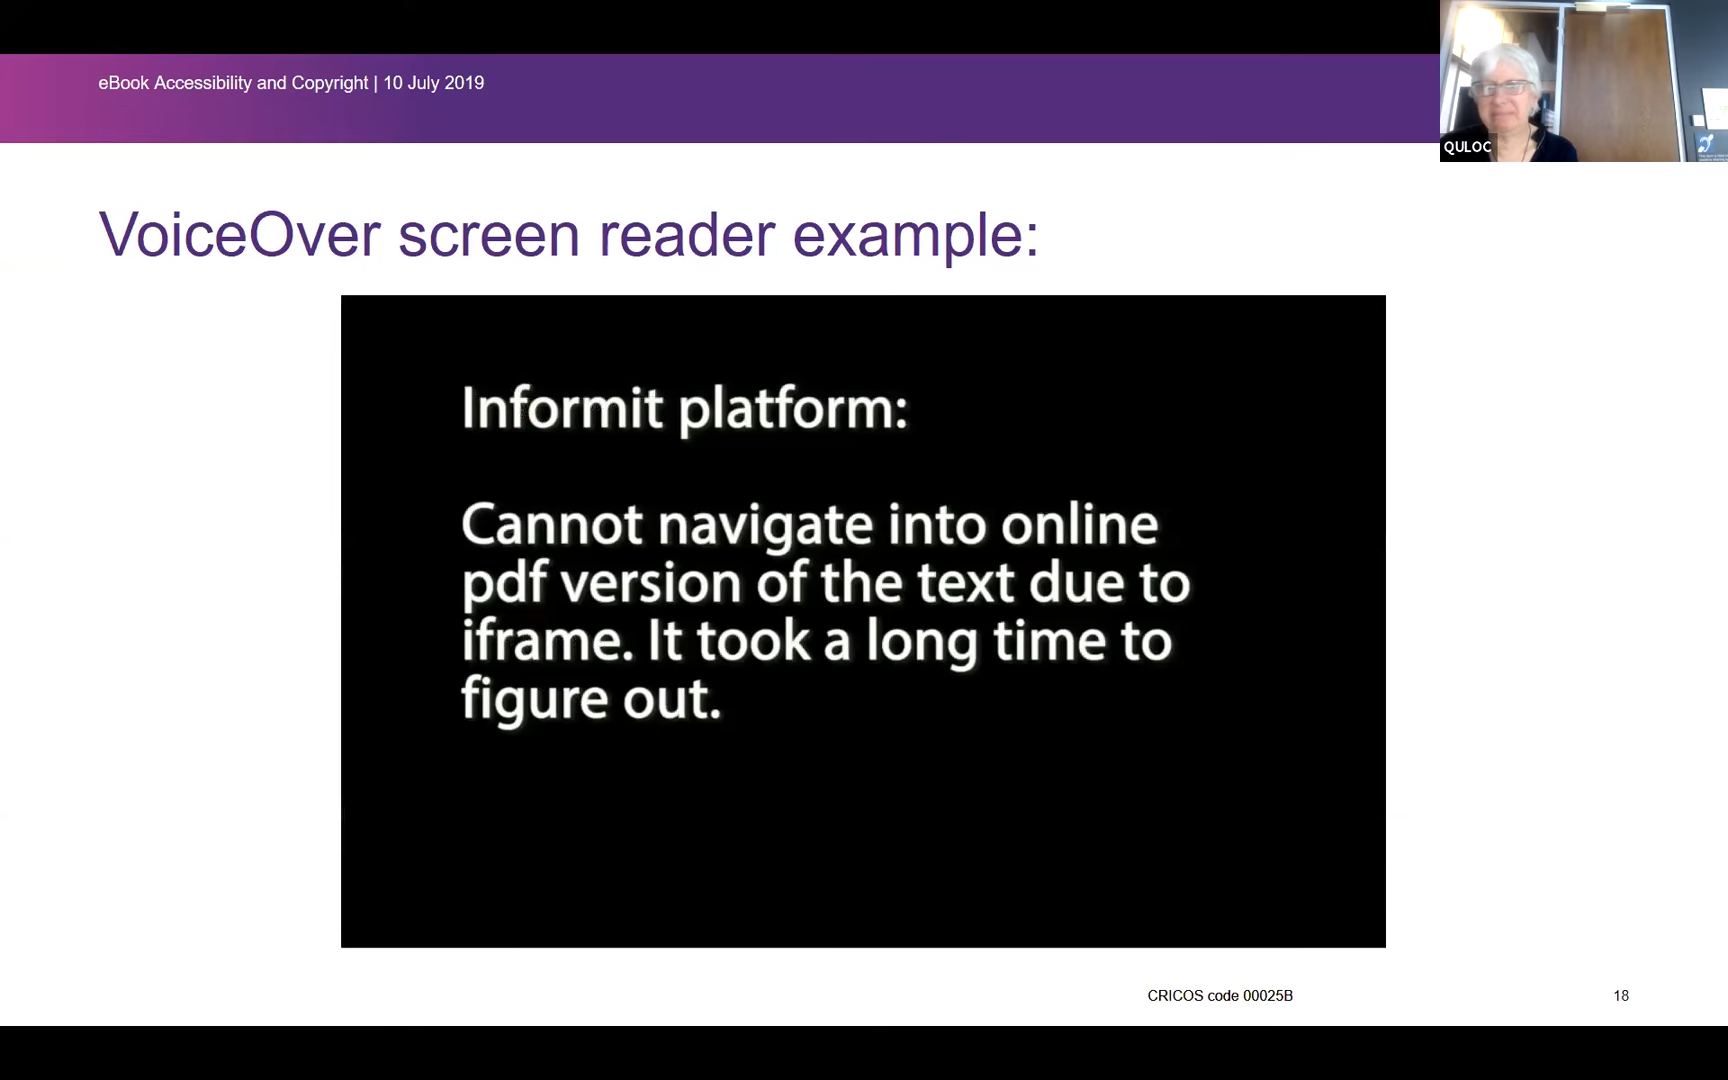 eBook Accessibility and Copyright | 10 July 2019
QULOC
VoiceOver screen reader example:
Informit platform:
Cannot navigate into online
pdf version of the text due to
iframe. It took a long time to
figure out.
CRICOS code 00025B
18